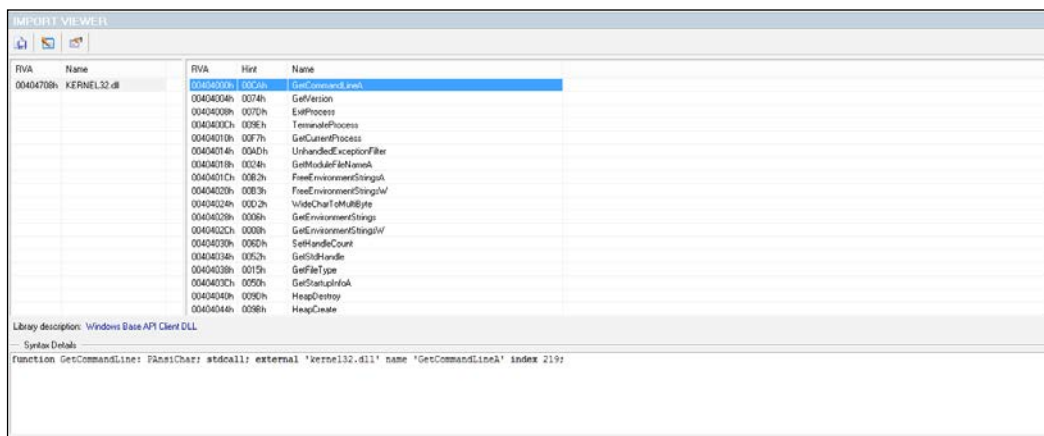 IMPORT VIEWER
RVA Name
00404708h KERNEL32.dll
RVA Hint Name
00404000h 00CAh GetCommandLineA
00404004h 0074h GetVersion
00404008h 007Dh ExitProcess
0040400Ch 009Eh TerminateProcess
00404010h 00F7h GetCurrentProcess
00404014h 00ADh UnhandledExceptionFilter
00404018h 0024h GetModuleFileNameA
0040401Ch 00B2h FreeEnvironmentStringsA
00404020h 00B3h FreeEnvironmentStringsW
00404024h 00D2h WideCharToMultiByte
00404028h 0006h GetEnvironmentStrings
0040402Ch 0008h GetEnvironmentStringsW
00404030h 006Dh SetHandleCount
00404034h 0052h GetStdHandle
00404038h 0015h GetFileType
0040403Ch 0050h GetStartupInfoA
00404040h 009Dh HeapDestroy
00404044h 009Bh HeapCreate
Library description: Windows Base API Client DLL
Syntax Details
function GetCommandLine: PAnsiChar; stdcall; external 'kernel32.dll' name 'GetCommandLineA' index 219;